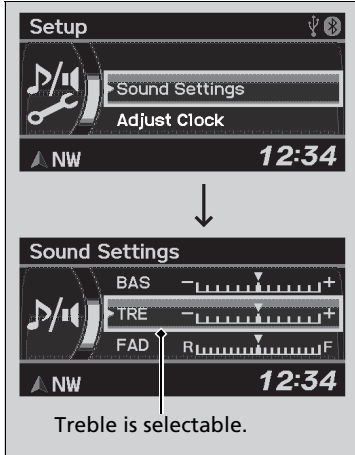 Setup
Sound Settings
Adjust Clock
NW 12:34
Sound Settings
BAS - +
TRE - +
FAD R F
NW 12:34
Treble is selectable.